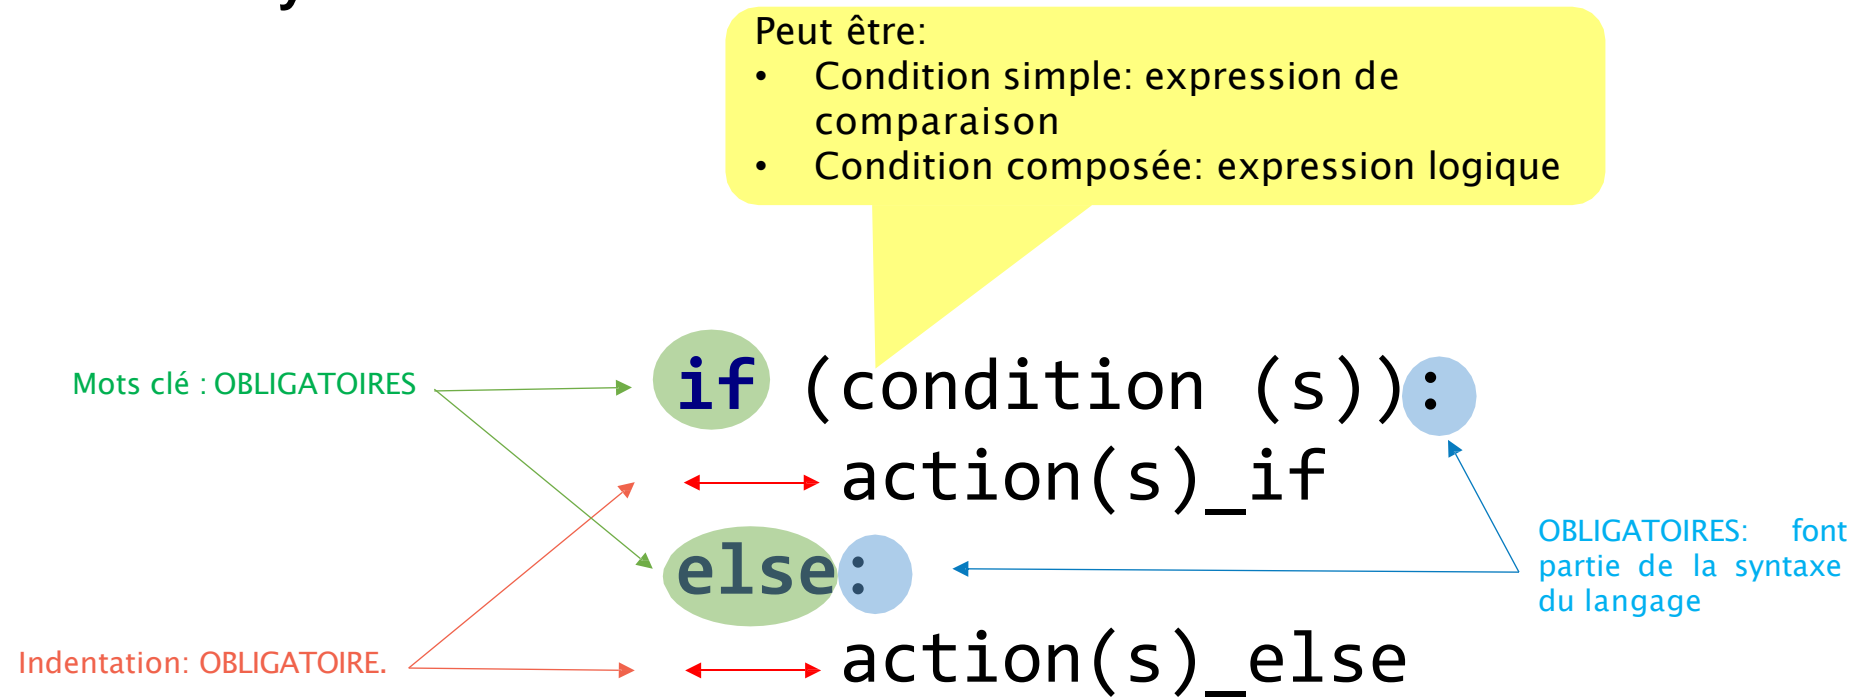 Peut être:
• Condition simple: expression de
comparaison
• Condition composée: expression logique
Mots clé : OBLIGATOIRES
if (condition (s)):
action(s)_if
else:
action(s)_else
OBLIGATOIRES: font
partie de la syntaxe
du langage
Indentation: OBLIGATOIRE.